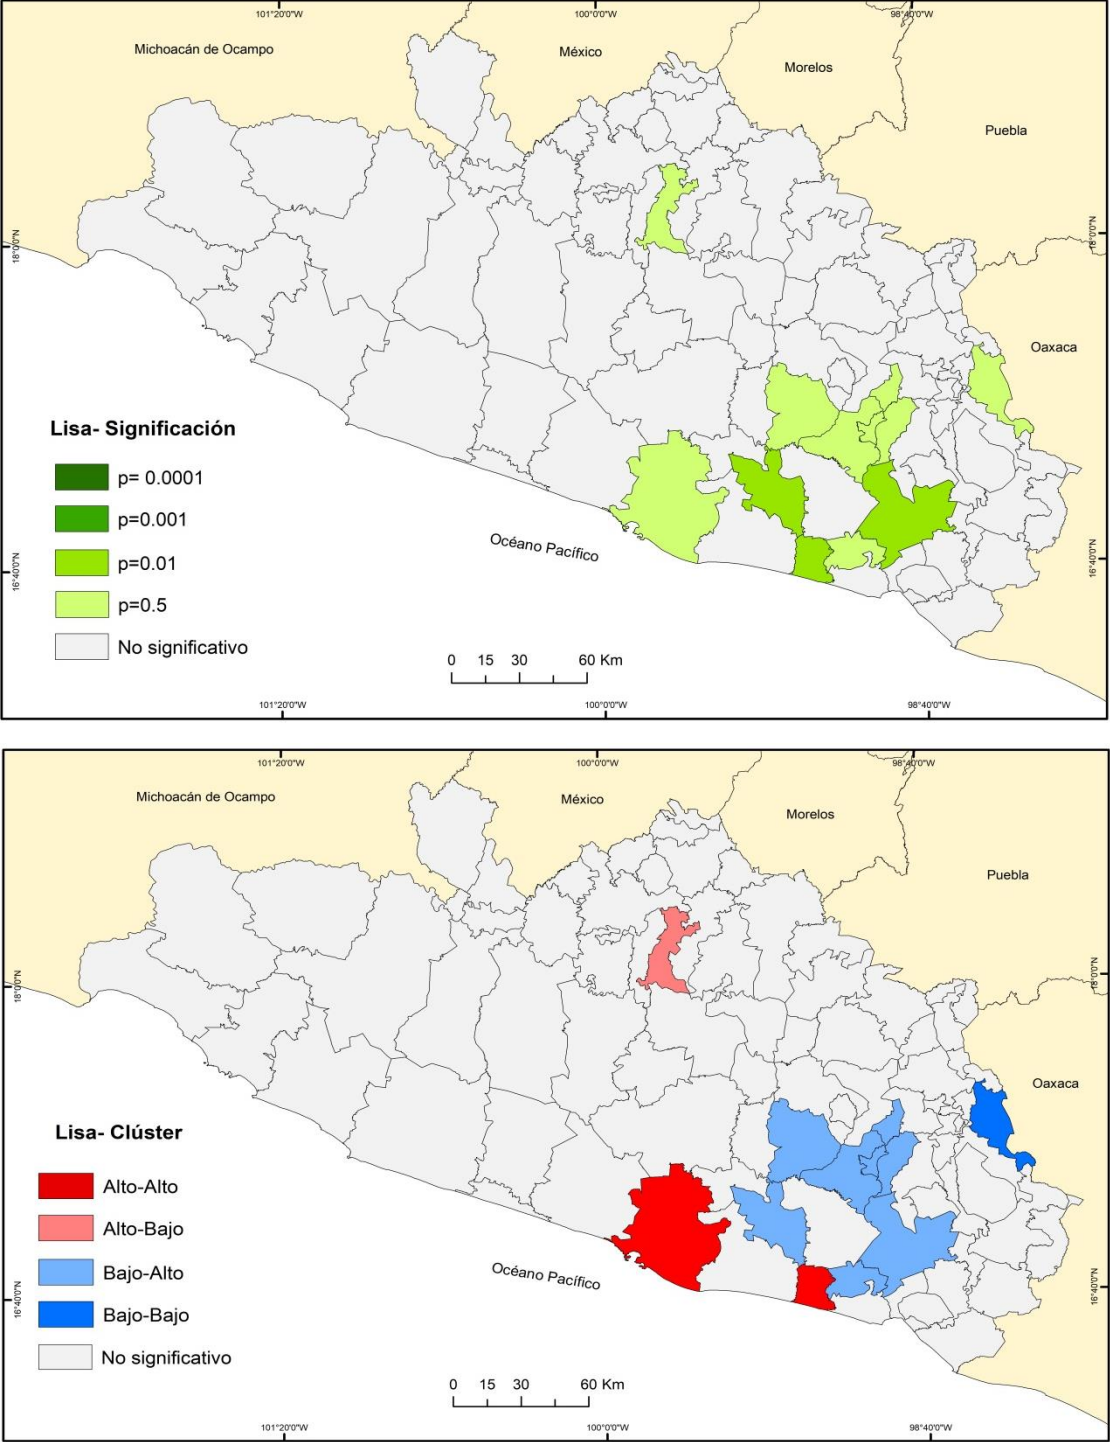 101°20'0"W
100°0'0"W
98°40'0"W
Michoacán de Ocampo
México
Morelos
Puebla
18°0'0"N
18°0'0"N
Oaxaca
Lisa- Significación
p= 0.0001
p=0.001
p=0.01
p=0.5
No significativo
Océano Pacífico
16°40'0"N
16°40'0"N
0 15 30 60 Km
101°20'0"W
100°0'0"W
98°40'0"W
101°20'0"W
100°0'0"W
98°40'0"W
Michoacán de Ocampo
México
Morelos
Puebla
18°0'0"N
18°0'0"N
Oaxaca
Lisa- Clúster
Alto-Alto
Alto-Bajo
Bajo-Alto
Bajo-Bajo
No significativo
Océano Pacífico
16°40'0"N
16°40'0"N
0 15 30 60 Km
101°20'0"W
100°0'0"W
98°40'0"W